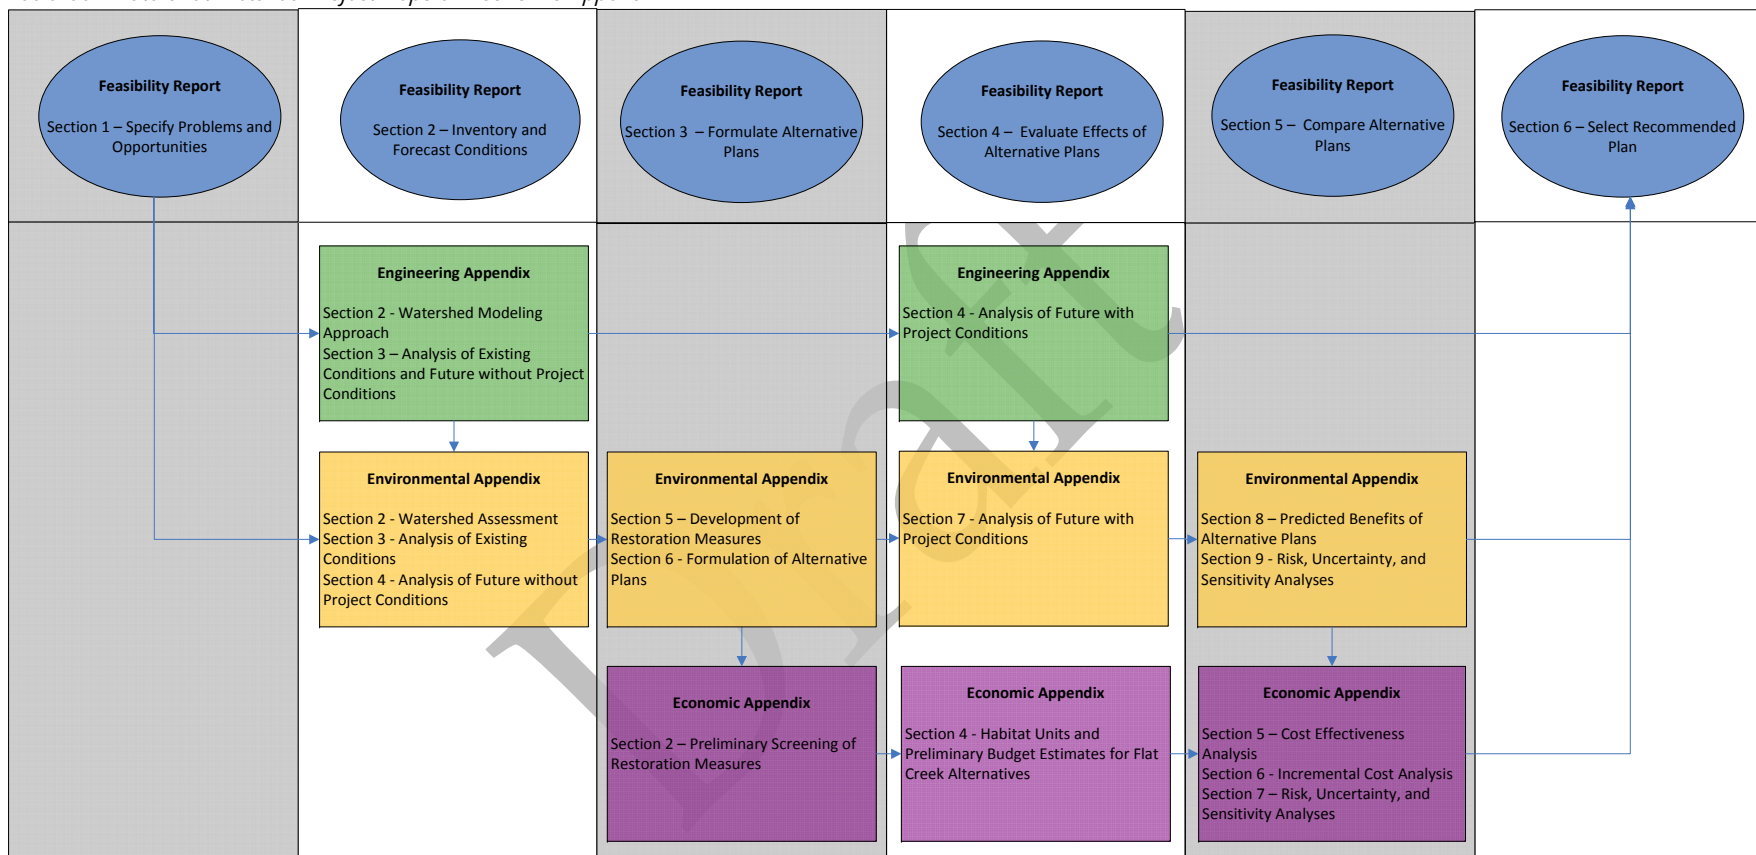 Feasibility Report
Section 1 – Specify Problems and
Opportunities
Feasibility Report
Section 2 – Inventory and
Forecast Conditions
Feasibility Report
Section 3 – Formulate Alternative
Plans
Feasibility Report
Section 4 – Evaluate Effects of
Alternative Plans
Feasibility Report
Section 5 – Compare Alternative
Plans
Feasibility Report
Section 6 – Select Recommended
Plan
Engineering Appendix
Section 2 - Watershed Modeling
Approach
Section 3 – Analysis of Existing
Conditions and Future without Project
Conditions
Engineering Appendix
Section 4 - Analysis of Future with
Project Conditions
Environmental Appendix
Section 2 - Watershed Assessment
Section 3 - Analysis of Existing
Conditions
Section 4 - Analysis of Future without
Project Conditions
Environmental Appendix
Section 5 – Development of
Restoration Measures
Section 6 - Formulation of Alternative
Plans
Environmental Appendix
Section 7 - Analysis of Future with
Project Conditions
Environmental Appendix
Section 8 – Predicted Benefits of
Alternative Plans
Section 9 - Risk, Uncertainty, and
Sensitivity Analyses
Economic Appendix
Section 2 – Preliminary Screening of
Restoration Measures
Economic Appendix
Section 4 - Habitat Units and
Preliminary Budget Estimates for Flat
Creek Alternatives
Economic Appendix
Section 5 – Cost Effectiveness
Analysis
Section 6 - Incremental Cost Analysis
Section 7 – Risk, Uncertainty, and
Sensitivity Analyses
Draft